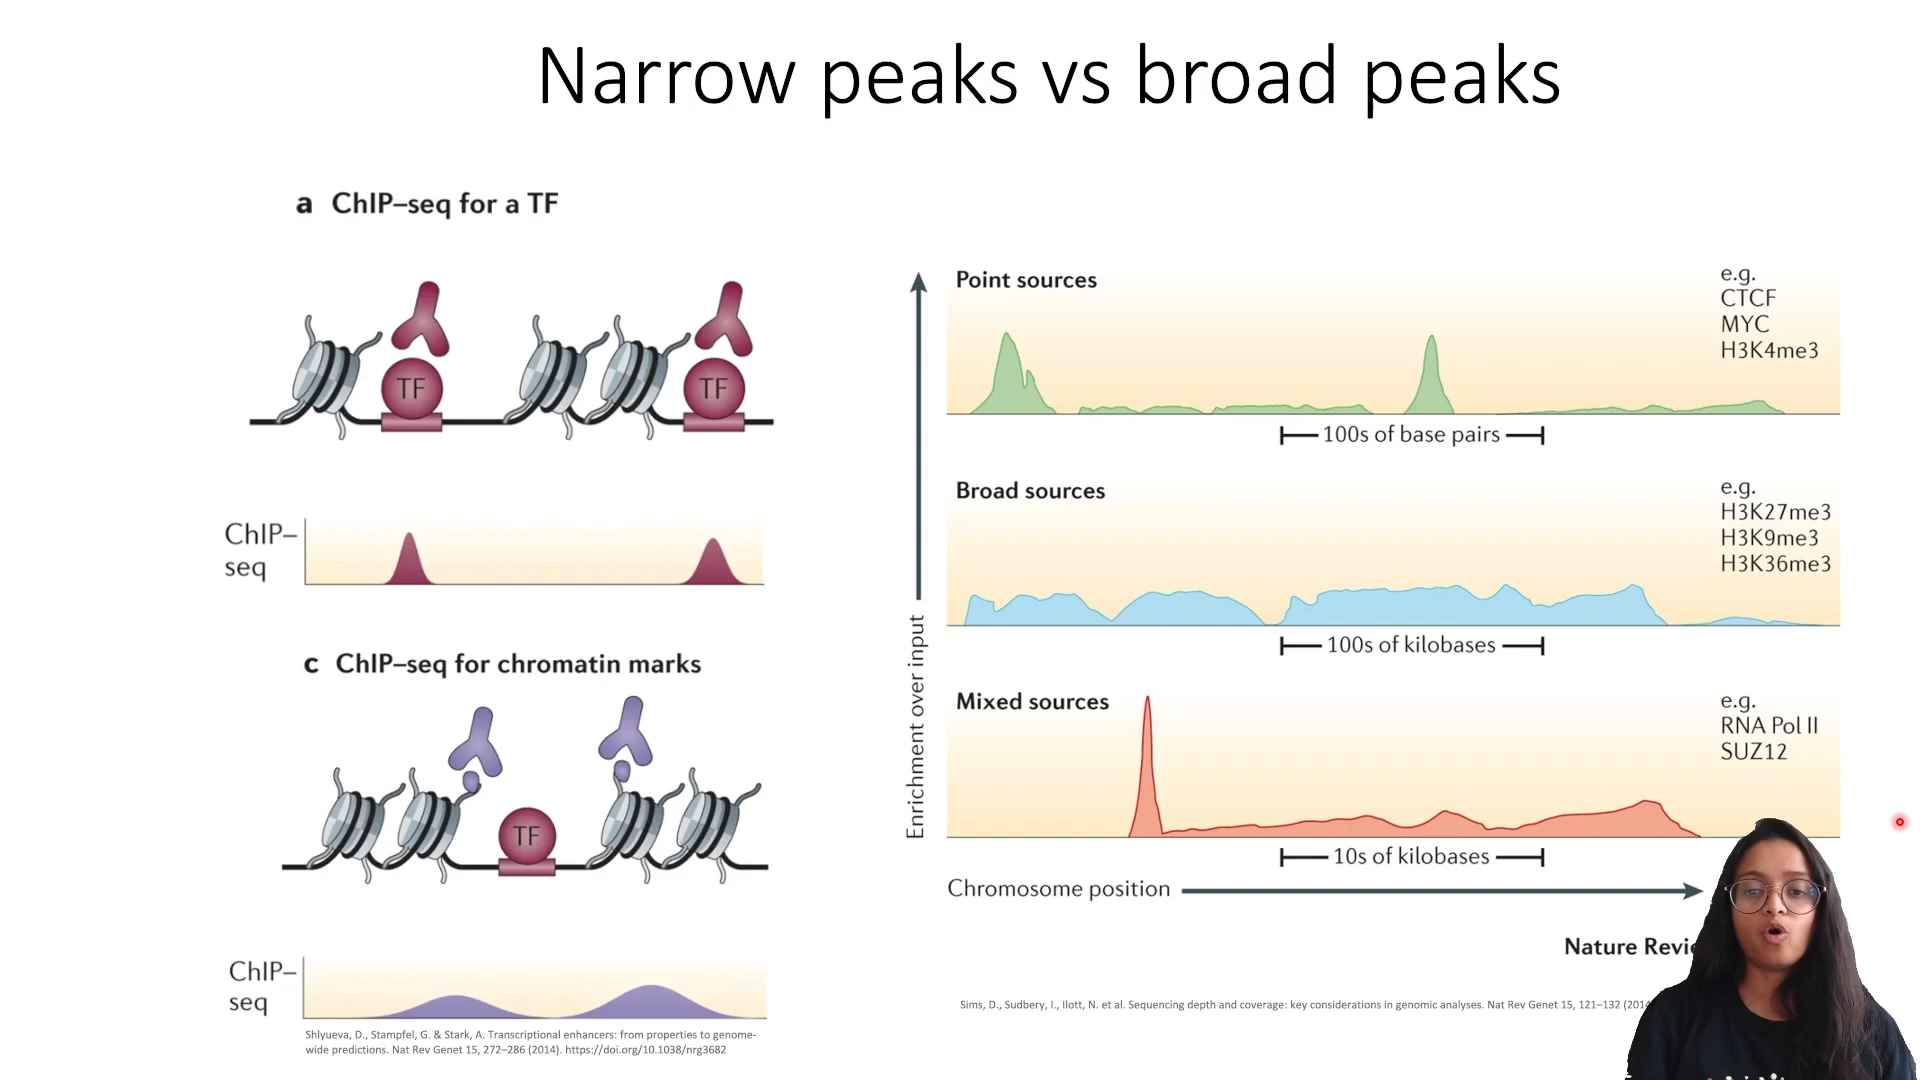 Narrow peaks vs broad peaks
a ChIP–seq for a TF
TF
TF
ChIP–
seq
c ChIP–seq for chromatin marks
TF
ChIP–
seq
Shlyueva, D., Stampfel, G. & Stark, A. Transcriptional enhancers: from properties to genome-
wide predictions. Nat Rev Genet 15, 272–286 (2014). https://doi.org/10.1038/nrg3682
Enrichment over input
Point sources
e.g.
CTCF
MYC
H3K4me3
100s of base pairs
Broad sources
e.g.
H3K27me3
H3K9me3
H3K36me3
100s of kilobases
Mixed sources
e.g.
RNA Pol II
SUZ12
10s of kilobases
Chromosome position
Nature
Sims, D., Sudbery, I., Ilott, N. et al. Sequencing depth and coverage: key considerations in genomic analyses. Nat Rev Genet 15, 121–132 (2014